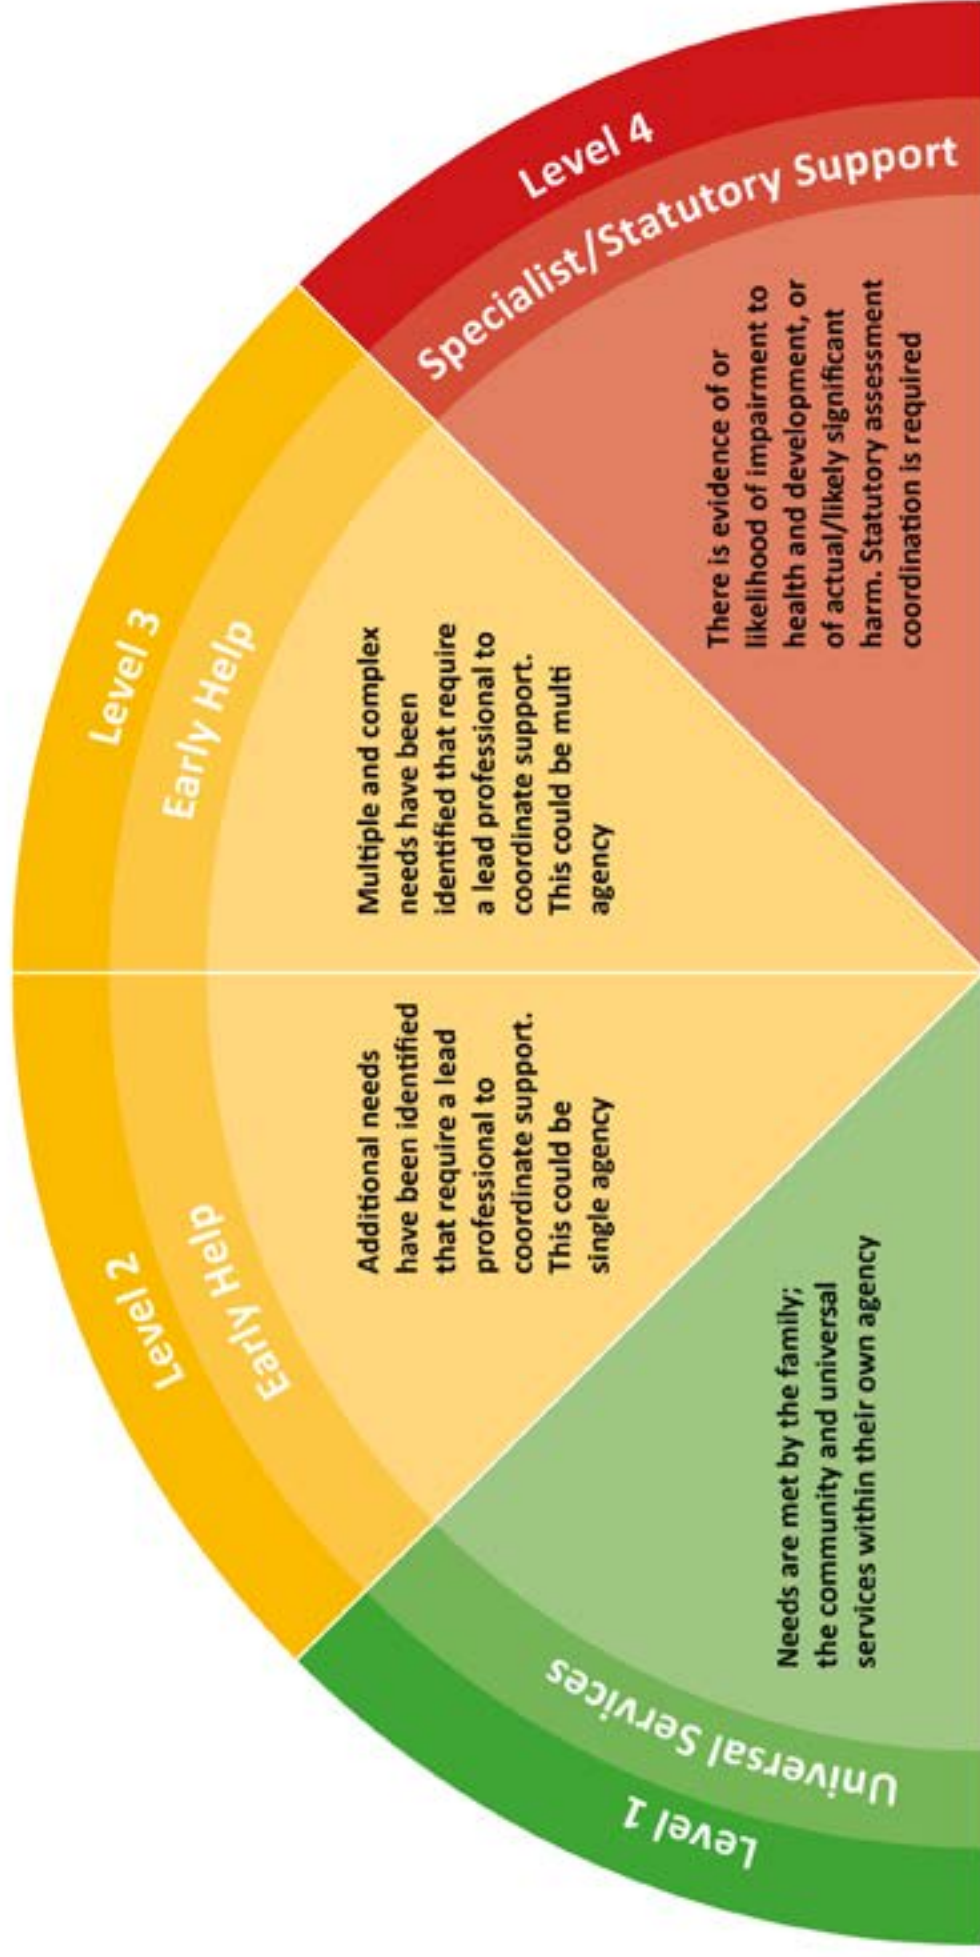 Level 1
Universal Services
Needs are met by the family;
the community and universal
services within their own agency
Level 2
Early Help
Additional needs
have been identified
that require a lead
professional to
coordinate support.
This could be
single agency
Level 3
Early Help
Multiple and complex
needs have been
identified that require
a lead professional to
coordinate support.
This could be multi
agency
Level 4
Specialist/Statutory Support
There is evidence of or
likelihood of impairment to
health and development, or
of actual/likely significant
harm. Statutory assessment
coordination is required